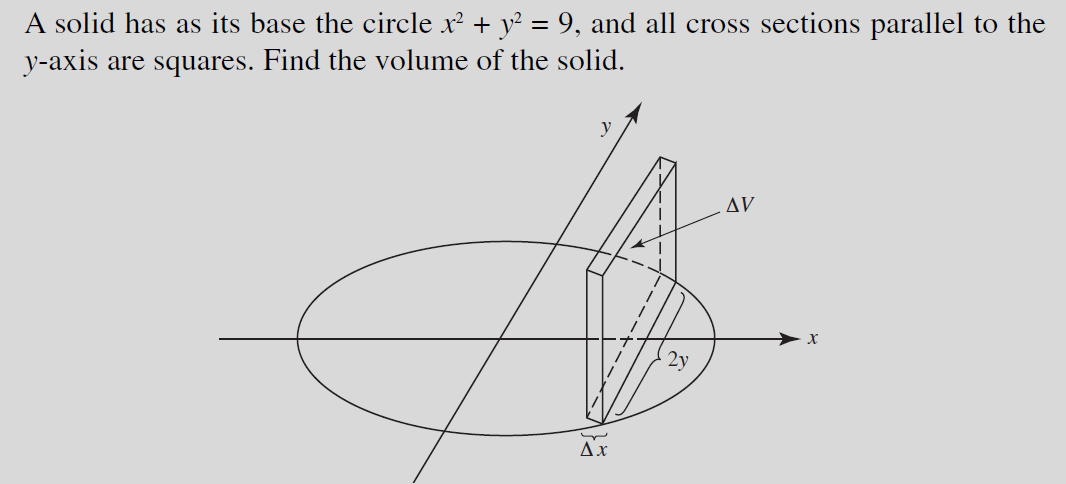 A solid has as its base the circle x² + y² = 9, and all cross sections parallel to the
y-axis are squares. Find the volume of the solid.
y
ΔV
x
2y
Δx